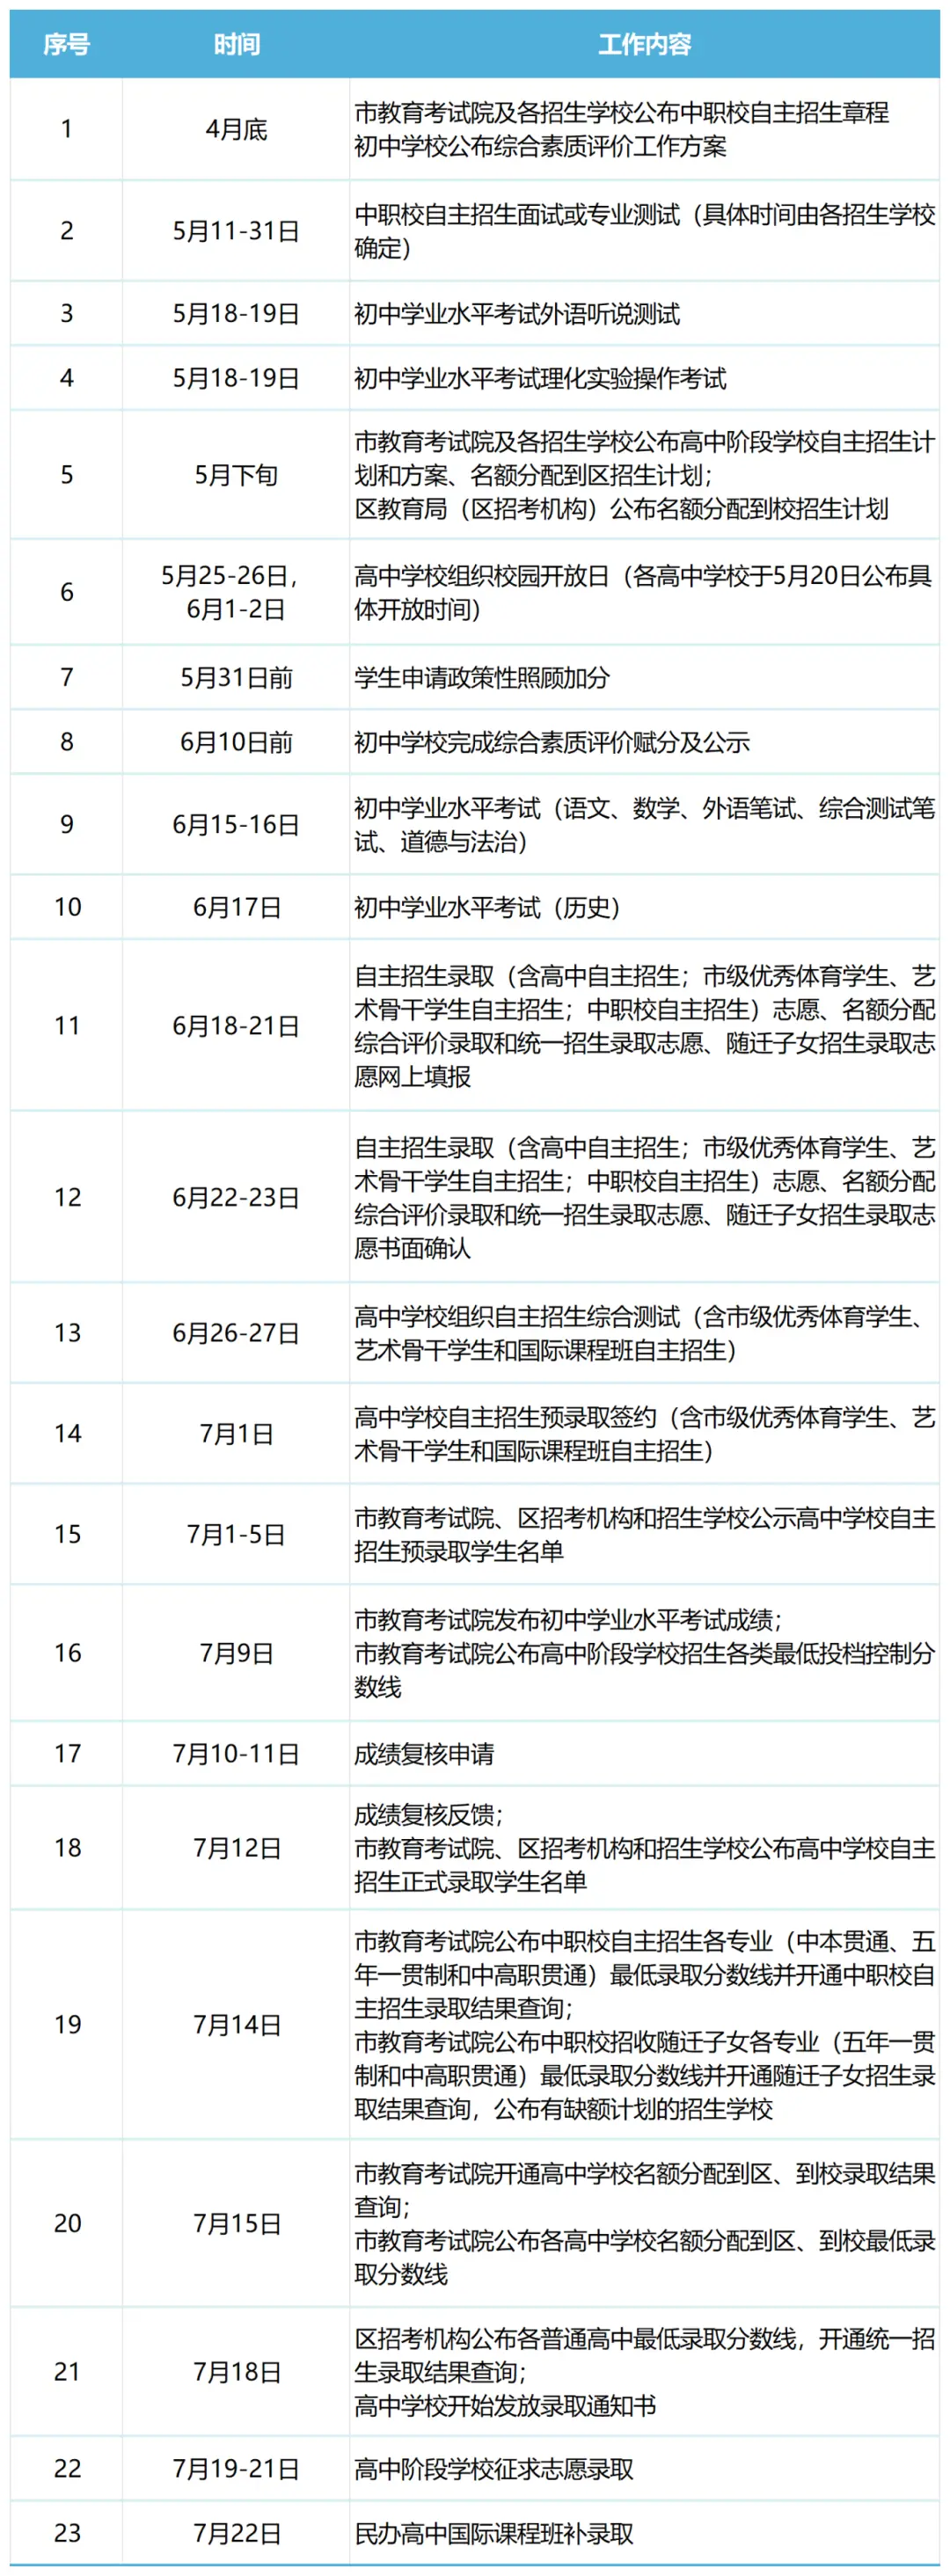 序号 时间 工作内容
1 4月底 市教育考试院及各招生学校公布中职校自主招生章程
初中学校公布综合素质评价工作方案
2 5月11-31日 中职校自主招生面试或专业测试（具体时间由各招生学校
确定）
3 5月18-19日 初中学业水平考试外语听说测试
4 5月18-19日 初中学业水平考试理化实验操作考试
5 5月下旬 市教育考试院及各招生学校公布高中阶段学校自主招生计
划和方案、名额分配到区招生计划；
区教育局（区招考机构）公布名额分配到校招生计划
6 5月25-26日，
6月1-2日 高中学校组织校园开放日（各高中学校于5月20日公布具
体开放时间）
7 5月31日前 学生申请政策性照顾加分
8 6月10日前 初中学校完成综合素质评价赋分及公示
9 6月15-16日 初中学业水平考试（语文、数学、外语笔试、综合测试笔
试、道德与法治）
10 6月17日 初中学业水平考试（历史）
11 6月18-21日 自主招生录取（含高中自主招生；市级优秀体育学生、艺
术骨干学生自主招生；中职校自主招生）志愿、名额分配
综合评价录取和统一招生录取志愿、随迁子女招生录取志
愿网上填报
12 6月22-23日 自主招生录取（含高中自主招生；市级优秀体育学生、艺
术骨干学生自主招生；中职校自主招生）志愿、名额分配
综合评价录取和统一招生录取志愿、随迁子女招生录取志
愿书面确认
13 6月26-27日 高中学校组织自主招生综合测试（含市级优秀体育学生、
艺术骨干学生和国际课程班自主招生）
14 7月1日 高中学校自主招生预录取签约（含市级优秀体育学生、艺
术骨干学生和国际课程班自主招生）
15 7月1-5日 市教育考试院、区招考机构和招生学校公示高中学校自主
招生预录取学生名单
16 7月9日 市教育考试院发布初中学业水平考试成绩；
市教育考试院公布高中阶段学校招生各类最低投档控制分
数线
17 7月10-11日 成绩复核申请
18 7月12日 成绩复核反馈；
市教育考试院、区招考机构和招生学校公布高中学校自主
招生正式录取学生名单
19 7月14日 市教育考试院公布中职校自主招生各专业（中本贯通、五
年一贯制和中高职贯通）最低录取分数线并开通中职校自
主招生录取结果查询；
市教育考试院公布中职校招收随迁子女各专业（五年一贯
制和中高职贯通）最低录取分数线并开通随迁子女招生录
取结果查询，公布有缺额计划的招生学校
20 7月15日 市教育考试院开通高中学校名额分配到区、到校录取结果
查询；
市教育考试院公布各高中学校名额分配到区、到校最低录
取分数线
21 7月18日 区招考机构公布各普通高中最低录取分数线，开通统一招
生录取结果查询；
高中学校开始发放录取通知书
22 7月19-21日 高中阶段学校征求志愿录取
23 7月22日 民办高中国际课程班补录取